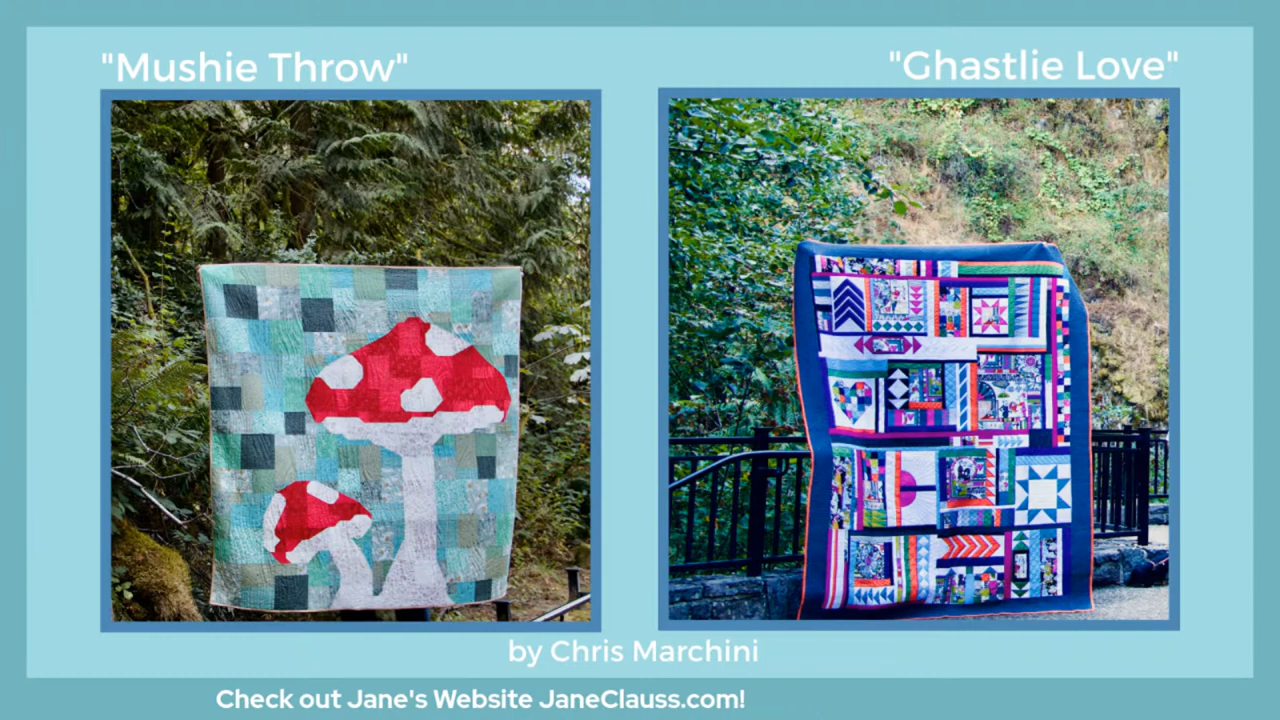 "Mushie Throw"
"Ghastlie Love"
by Chris Marchini
Check out Jane's Website JaneClauss.com!